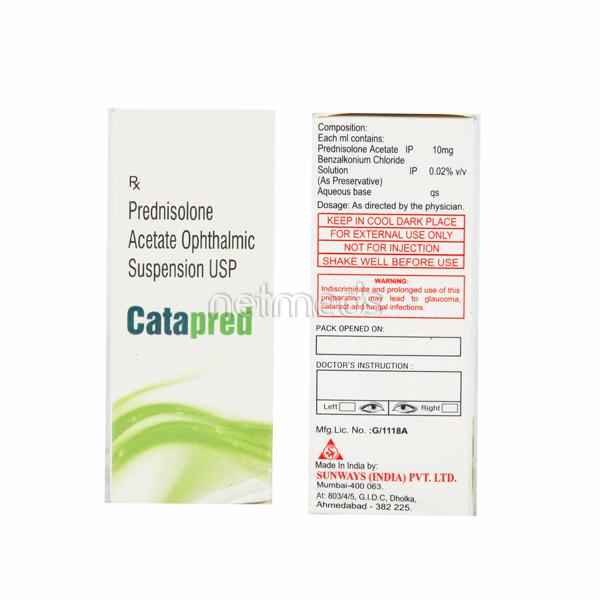 Rx
Prednisolone
Acetate Ophthalmic
Suspension USP
Catapred
Composition:
Each ml contains:
Prednisolone Acetate IP 10mg
Benzalkonium Chloride
Solution IP 0.02% v/v
(As Preservative)
Aqueous base qs
Dosage: As directed by the physician.
KEEP IN COOL DARK PLACE
FOR EXTERNAL USE ONLY
NOT FOR INJECTION
SHAKE WELL BEFORE USE
WARNING:
Indiscriminate and prolonged use of this
preparation may lead to glaucoma,
cataract and fungal infections.
PACK OPENED ON:
DOCTOR'S INSTRUCTION :
Left Right
Mfg.Lic. No. :G/1118A
Made In India by:
SUNWAYS (INDIA) PVT. LTD.
Mumbai-400 063.
At: 803/4/5, G.I.D.C, Dholka,
Ahmedabad - 382 225.
netmeds